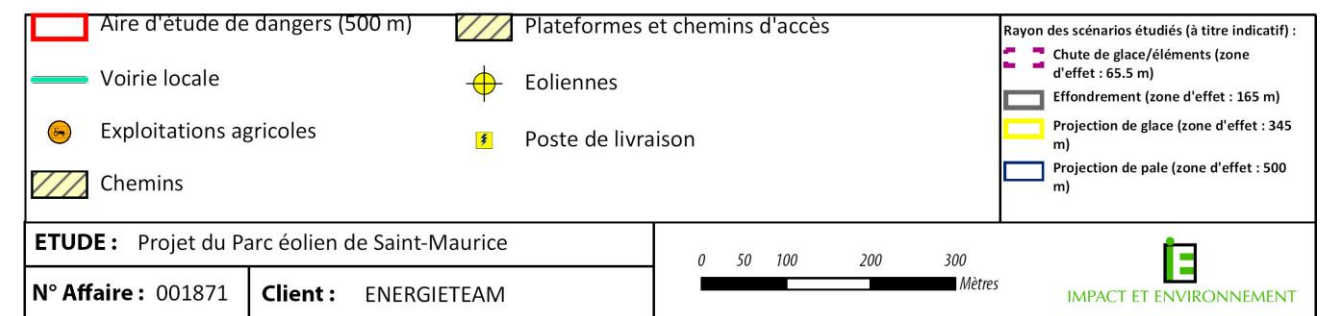 Aire d'étude de dangers (500 m)
Plateformes et chemins d'accès
Voirie locale
Eoliennes
Exploitations agricoles
Poste de livraison
Chemins
Rayon des scénarios étudiés (à titre indicatif) :
Chute de glace/éléments (zone
d'effet : 65.5 m)
Effondrement (zone d'effet : 165 m)
Projection de glace (zone d'effet : 345
m)
Projection de pale (zone d'effet : 500
m)
ETUDE : Projet du Parc éolien de Saint-Maurice
N° Affaire : 001871
Client : ENERGIETEAM
0 50 100 200 300
Mètres
IMPACT ET ENVIRONNEMENT